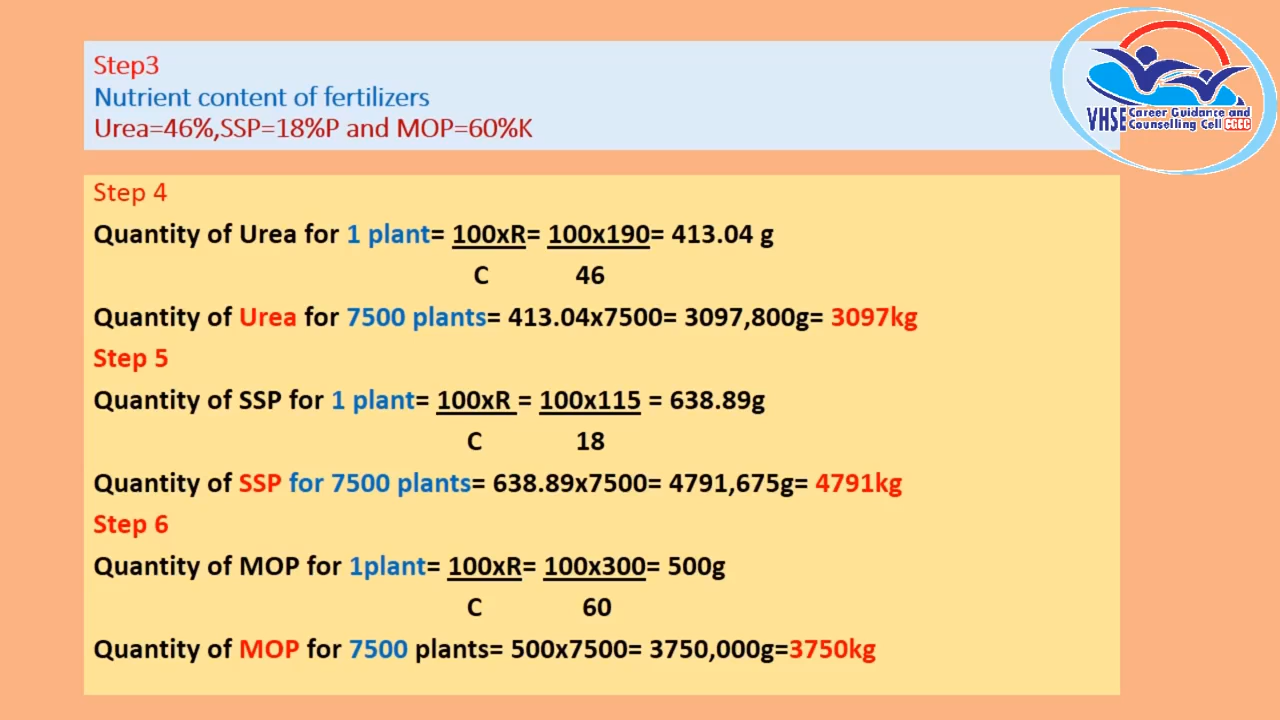 Step3
Nutrient content of fertilizers
Urea=46%,SSP=18%P and MOP=60%K
VHSE Career Guidance and
Counselling Cell CGCC
Step 4
Quantity of Urea for 1 plant= 100xR= 100x190= 413.04 g
C 46
Quantity of Urea for 7500 plants= 413.04x7500= 3097,800g= 3097kg
Step 5
Quantity of SSP for 1 plant= 100xR = 100x115 = 638.89g
C 18
Quantity of SSP for 7500 plants= 638.89x7500= 4791,675g= 4791kg
Step 6
Quantity of MOP for 1plant= 100xR= 100x300= 500g
C 60
Quantity of MOP for 7500 plants= 500x7500= 3750,000g=3750kg